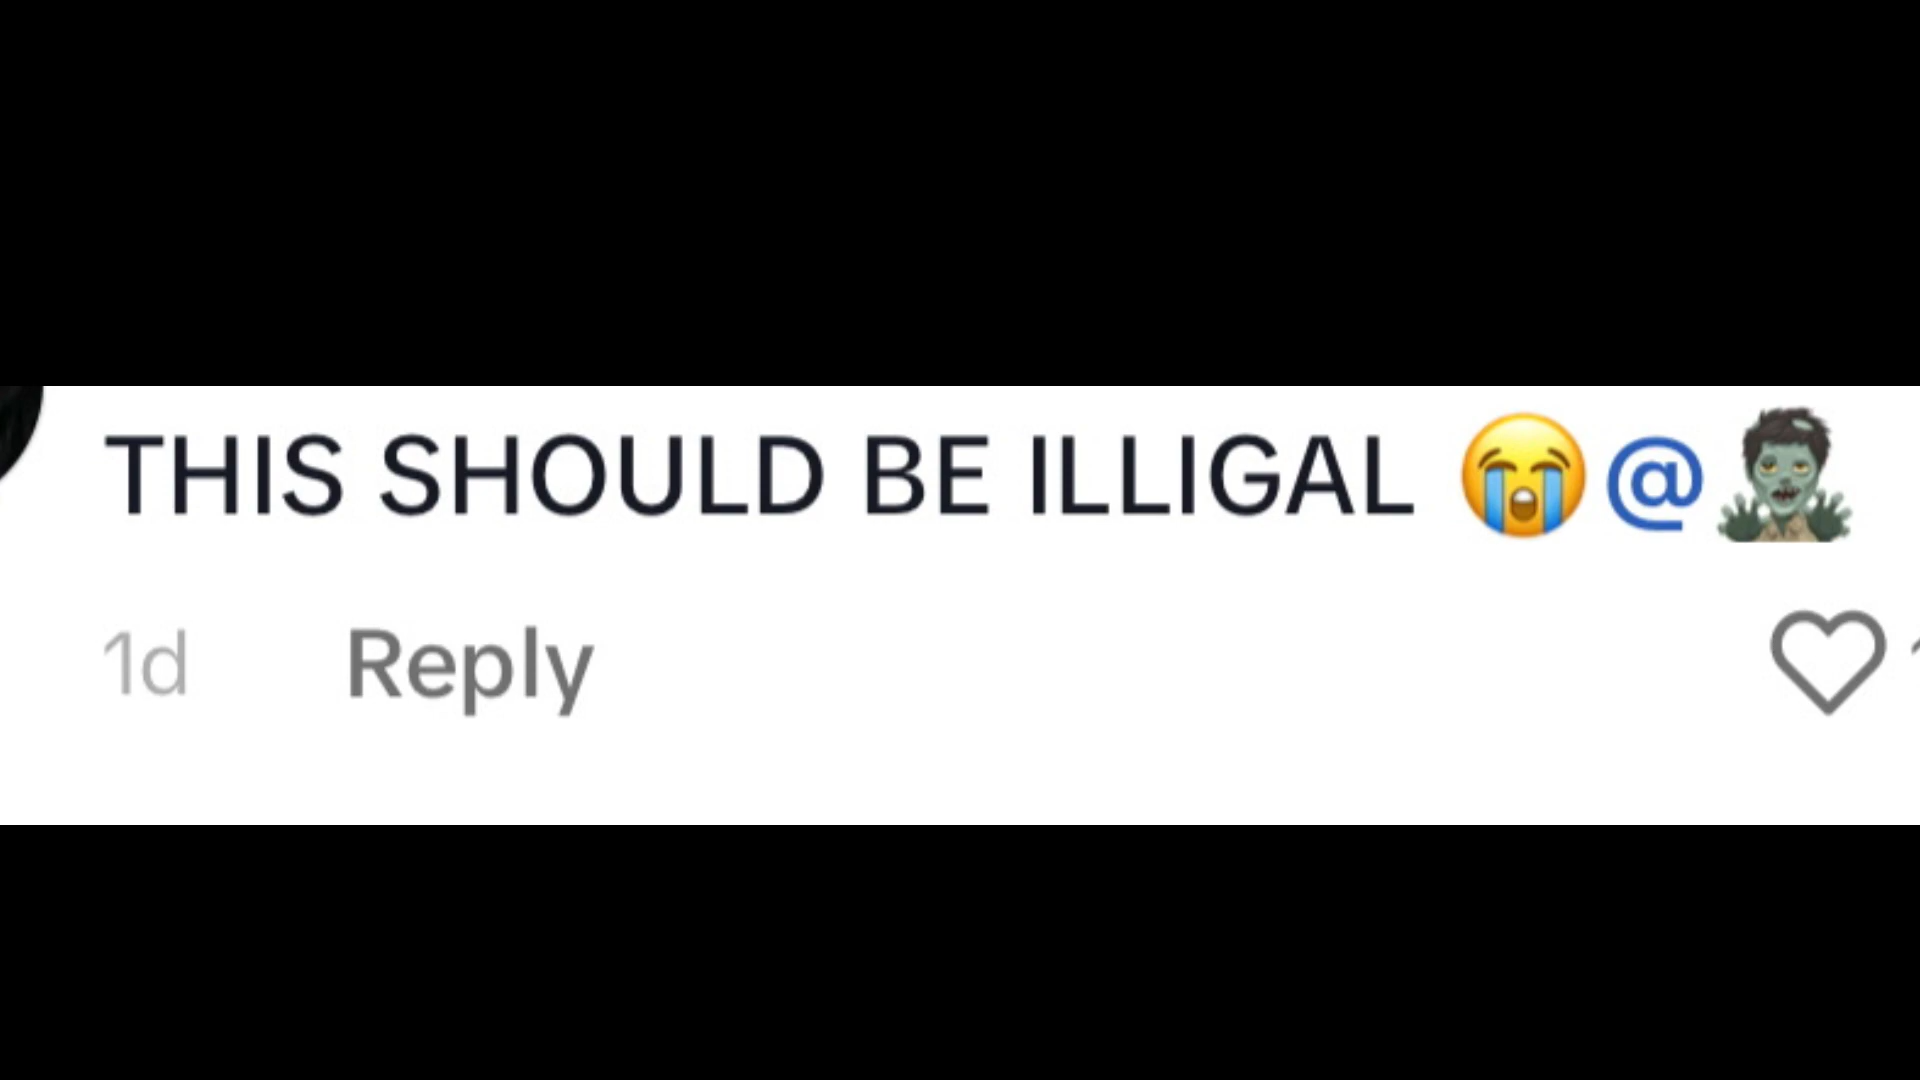 THIS SHOULD BE ILLIGAL 😭 @🧟‍♂️
1d Reply